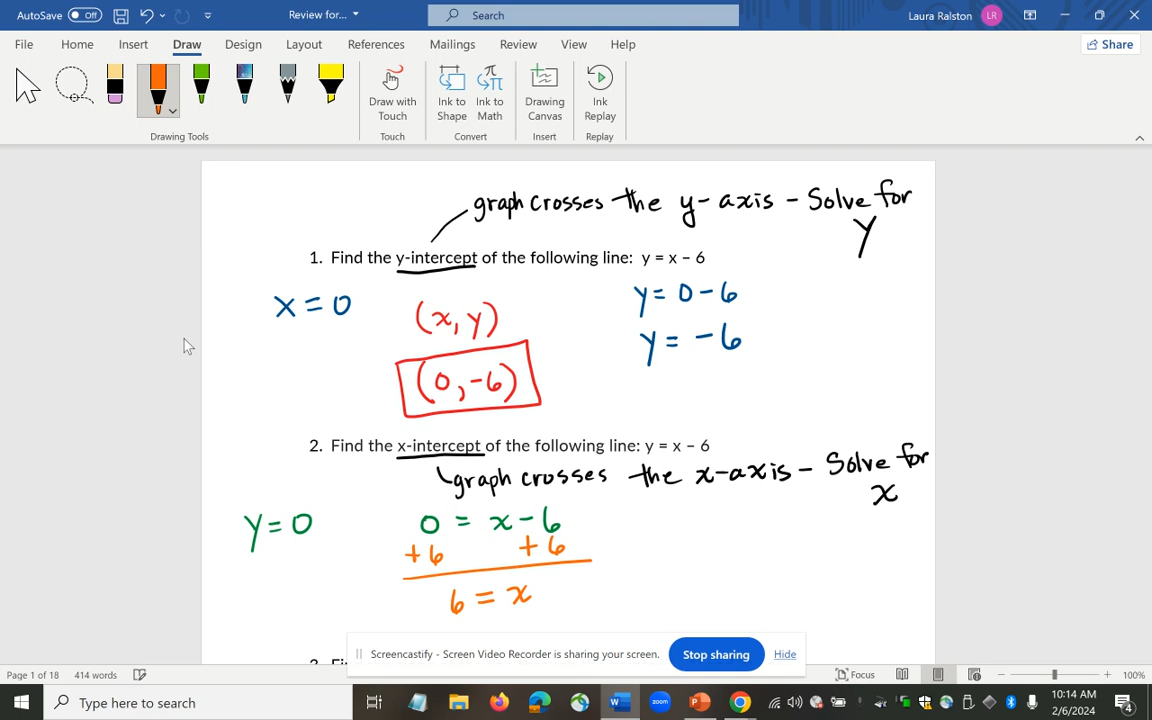 AutoSave Off Review for... Search Laura Ralston LR
File Home Insert Draw Design Layout References Mailings Review View Help Share
Draw with Touch Ink to Shape Ink to Math Drawing Canvas Ink Replay
Drawing Tools Touch Convert Insert Replay
graph crosses the y-axis - Solve for
y
1. Find the y-intercept of the following line: y = x – 6
x = 0 (x, y) y = 0 - 6
(0, -6) y = -6
2. Find the x-intercept of the following line: y = x – 6
graph crosses the x-axis - Solve for
x
y = 0 0 = x - 6
+6 +6
6 = x
Screencastify - Screen Video Recorder is sharing your screen. Stop sharing Hide
Page 1 of 18 414 words Focus 100%
Type here to search 10:14 AM
2/6/2024 4